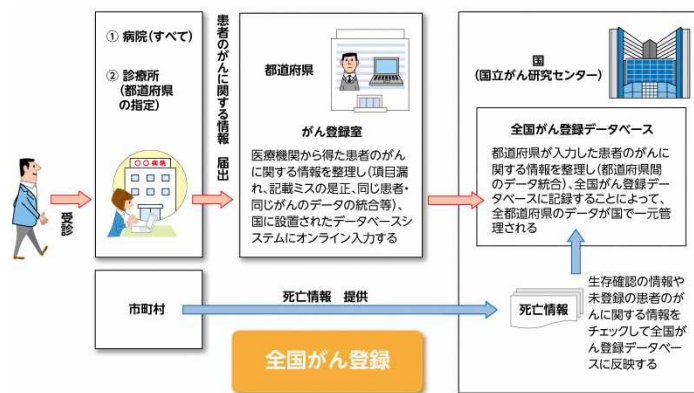 ① 病院(すべて)
② 診療所
(都道府県
の指定)
〇〇病院
受診
患者のがんに関する情報 届出
都道府県
がん登録室
医療機関から得た患者のがん
に関する情報を整理し(項目漏
れ、記載ミスの是正、同じ患者・
同じがんのデータの統合等)、
国に設置されたデータベースシ
ステムにオンライン入力する
国
(国立がん研究センター)
全国がん登録データベース
都道府県が入力した患者のがんに
関する情報を整理し(都道府県間
のデータ統合)、全国がん登録デー
タベースに記録することによって、
全都道府県のデータが国で一元管
理される
市町村
死亡情報 提供
死亡情報
生存確認の情報や
未登録の患者のが
んに関する情報を
チェックして全国が
ん登録データベー
スに反映する
全国がん登録